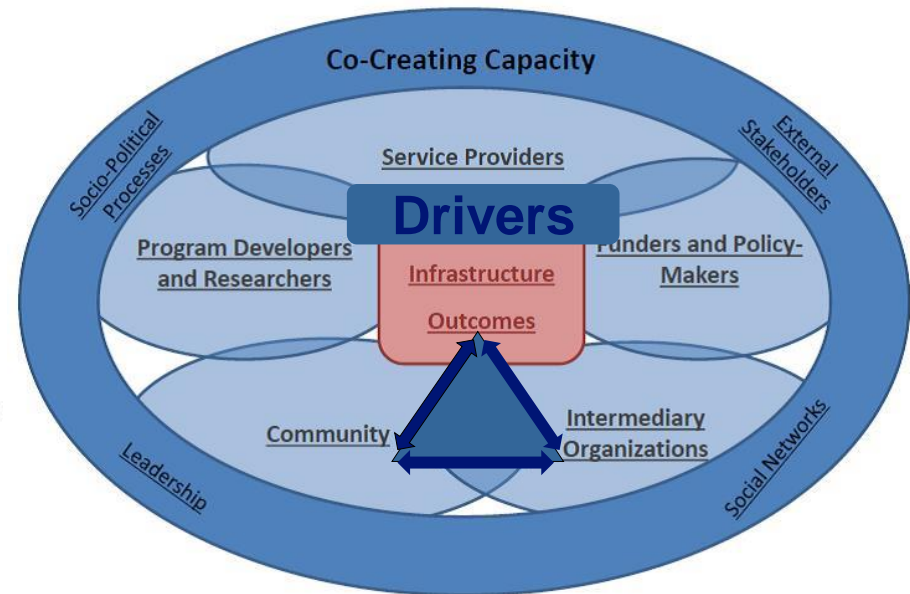 Co-Creating Capacity
Socio-Political
Processes
External
Stakeholders
Service Providers
Drivers
Program Developers
and Researchers
Funders and Policy-
Makers
Infrastructure
Outcomes
Community
Intermediary
Organizations
Leadership
Social Networks